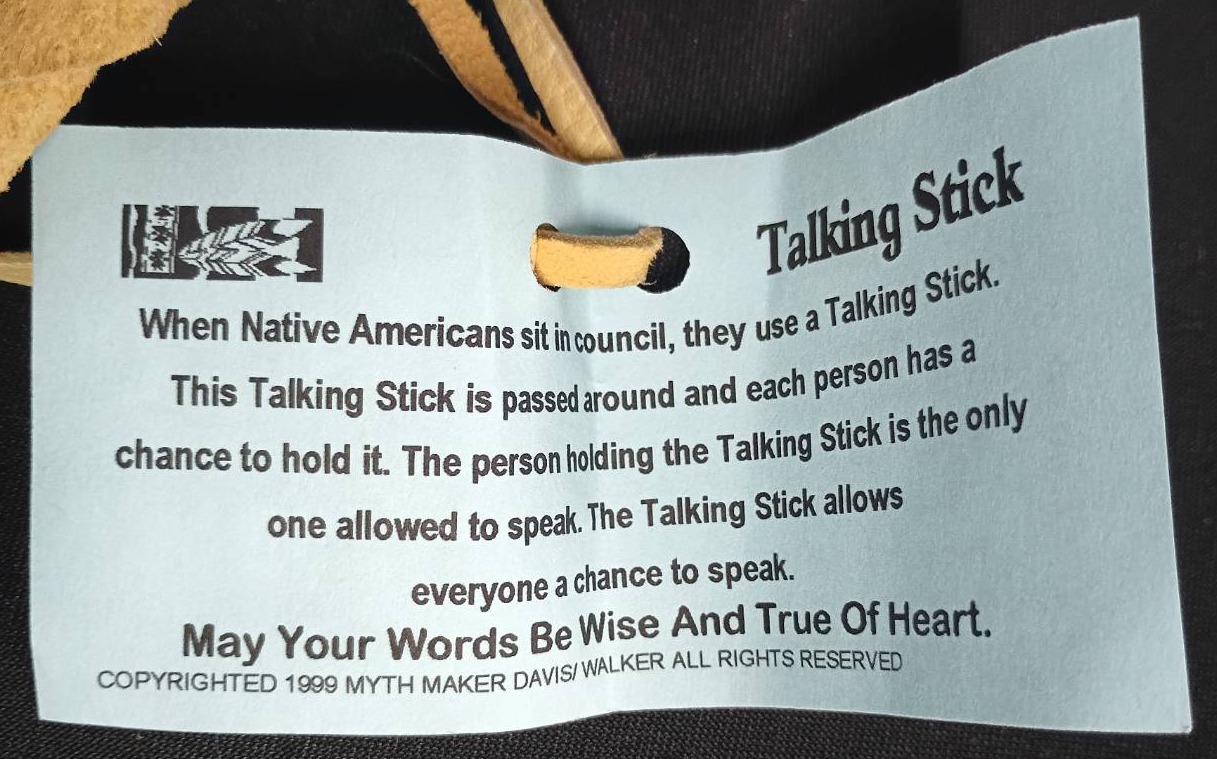 Talking Stick
When Native Americans sit in council, they use a Talking Stick.
This Talking Stick is passed around and each person has a
chance to hold it. The person holding the Talking Stick is the only
one allowed to speak. The Talking Stick allows
everyone a chance to speak.
May Your Words Be Wise And True Of Heart.
COPYRIGHTED 1999 MYTH MAKER DAVIS/WALKER ALL RIGHTS RESERVED